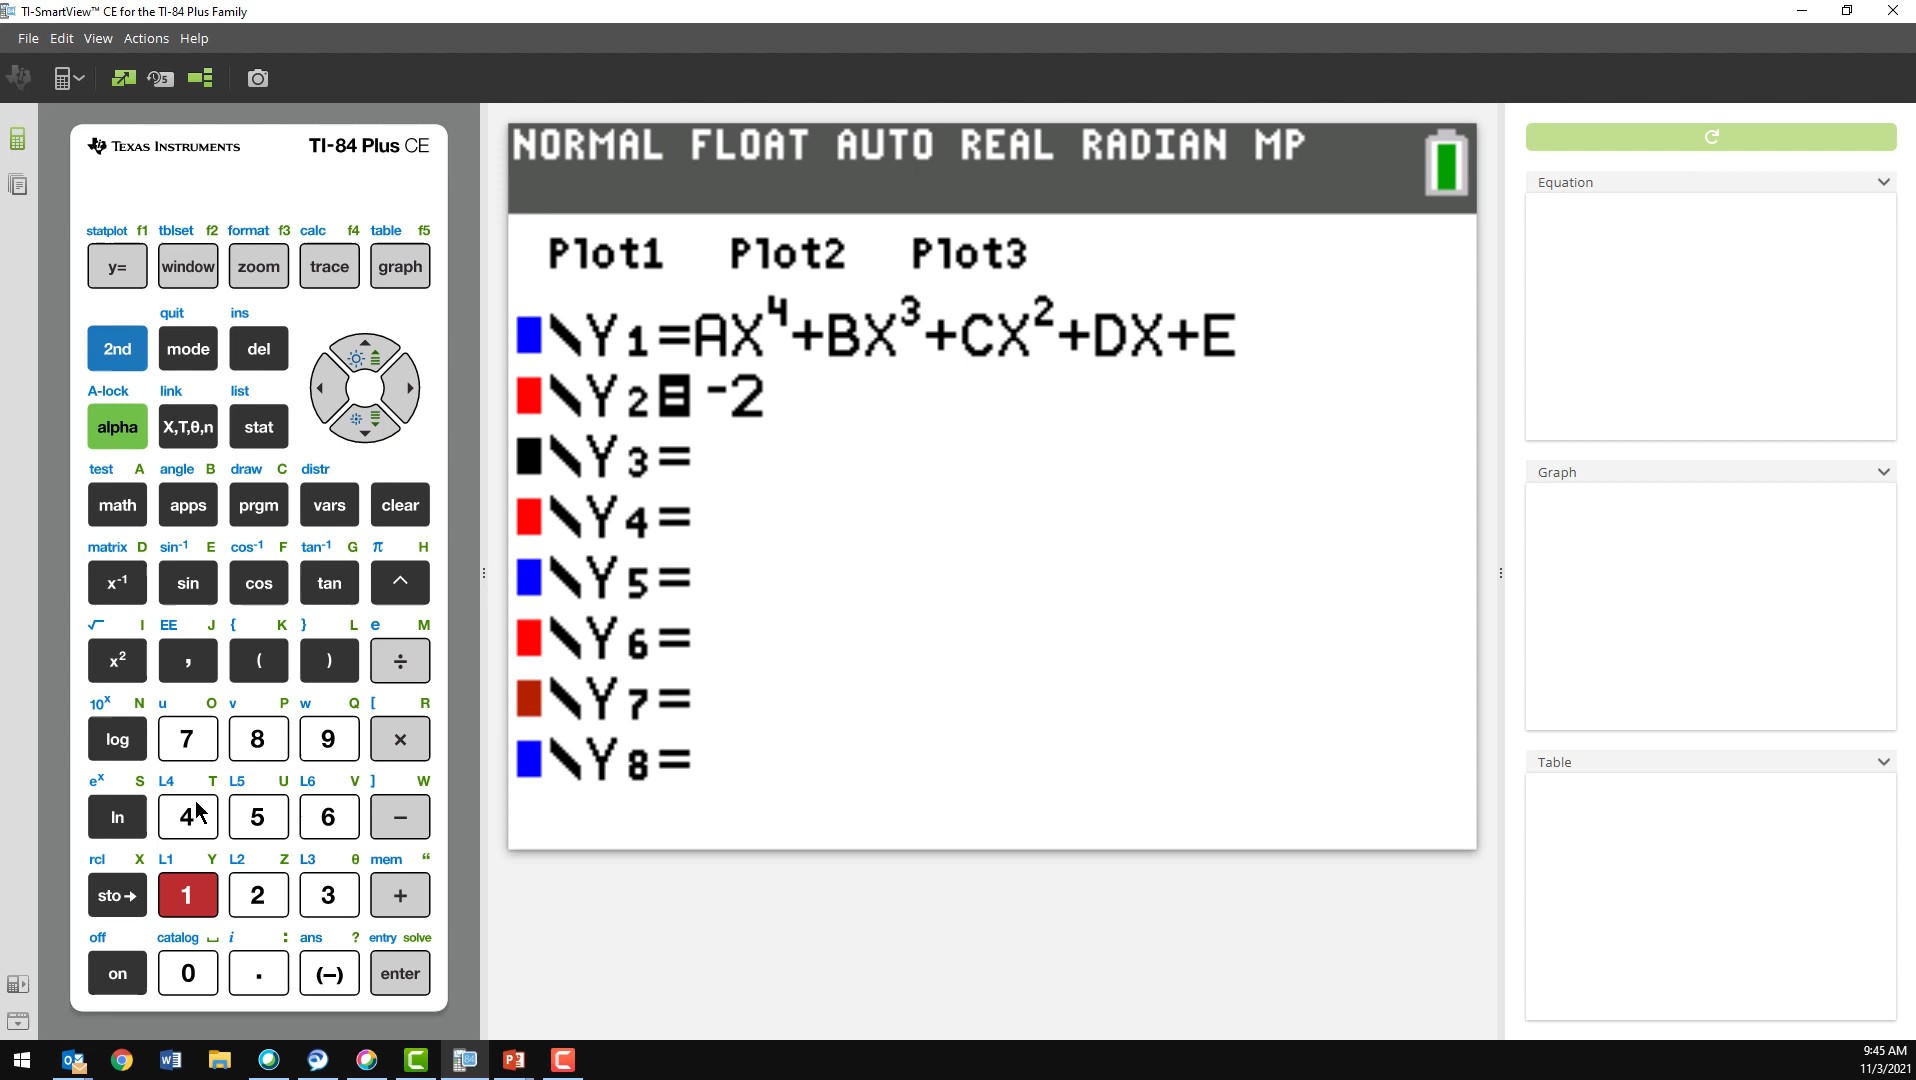 TI-SmartView™ CE for the TI-84 Plus Family
File Edit View Actions Help
5
TEXAS INSTRUMENTS TI-84 Plus CE
statplot f1 tblset f2 format f3 calc f4 table f5
y= window zoom trace graph
quit ins
2nd mode del
A-lock link list
alpha X,T,θ,n stat
test A angle B draw C distr
math apps prgm vars clear
matrix D sin⁻¹ E cos⁻¹ F tan⁻¹ G π H
x⁻¹ sin cos tan ^
√ I EE J { K } L e M
x² , ( ) ÷
10ˣ N u O v P w Q [ R
log 7 8 9 ×
eˣ S L4 T L5 U L6 V ] W
ln 4 5 6 −
rcl X L1 Y L2 Z L3 θ mem “
sto→ 1 2 3 +
off catalog ⎵ i : ans ? entry solve
on 0 . (−) enter
NORMAL FLOAT AUTO REAL RADIAN MP
Plot1 Plot2 Plot3
\Y1=AX⁴+BX³+CX²+DX+E
\Y2=-2
\Y3=
\Y4=
\Y5=
\Y6=
\Y7=
\Y8=
Equation
Graph
Table
9:45 AM
11/3/2021